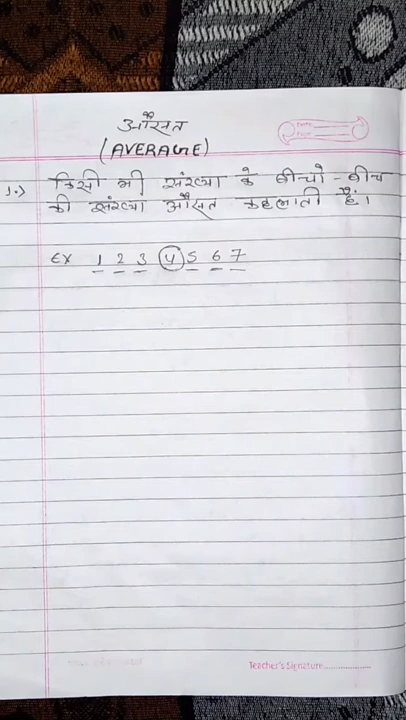 औसत
(AVERAGE)
1.) किसी भी संख्या के बीचो-बीच
की संख्या औसत कहलाती है।
EX 1 2 3 4 5 6 7
Teacher's Signature